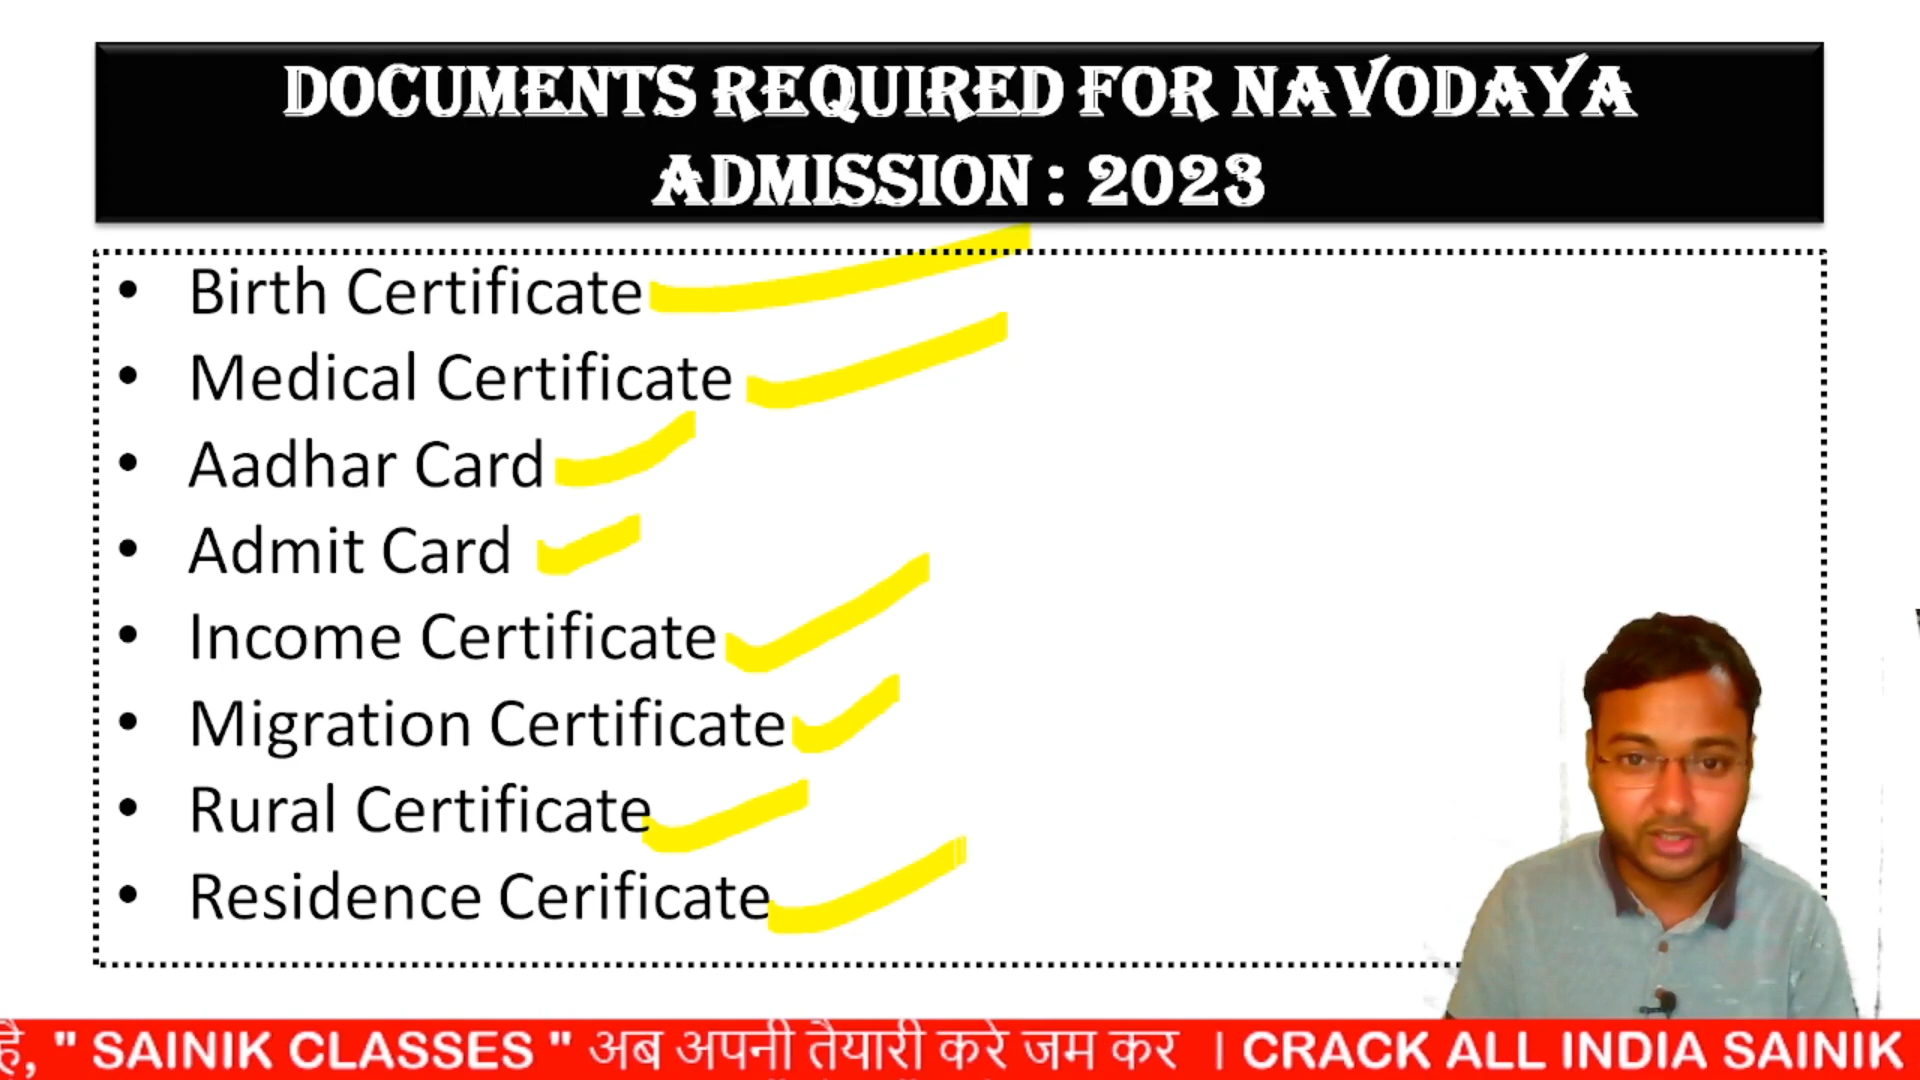 DOCUMENTS REQUIRED FOR NAVODAYA
ADMISSION : 2023
• Birth Certificate
• Medical Certificate
• Aadhar Card
• Admit Card
• Income Certificate
• Migration Certificate
• Rural Certificate
• Residence Cerificate
है, " SAINIK CLASSES " अब अपनी तैयारी करे जम कर | CRACK ALL INDIA SAINIK